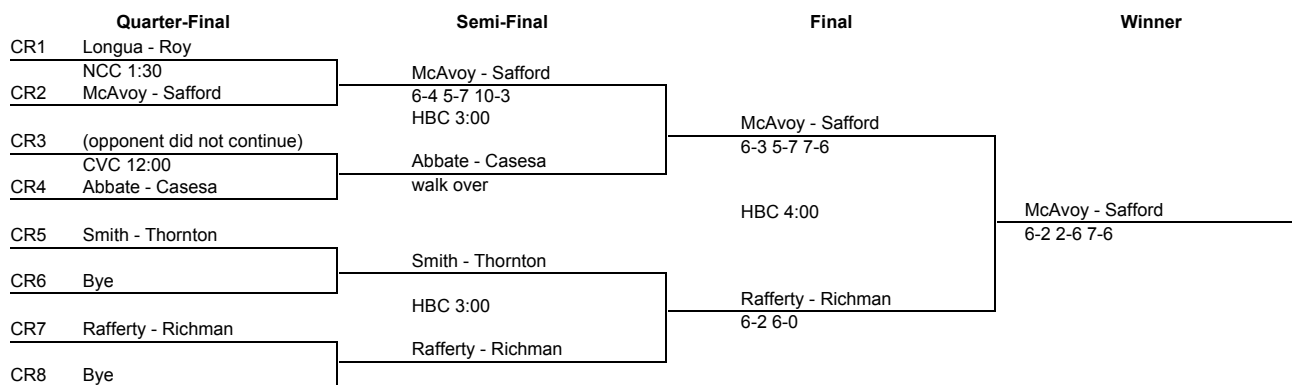 Quarter-Final Semi-Final Final Winner
CR1 Longua - Roy
NCC 1:30
CR2 McAvoy - Safford
McAvoy - Safford
6-4 5-7 10-3
HBC 3:00
CR3 (opponent did not continue)
CVC 12:00
CR4 Abbate - Casesa
Abbate - Casesa
walk over
McAvoy - Safford
6-3 5-7 7-6
HBC 4:00
McAvoy - Safford
6-2 2-6 7-6
CR5 Smith - Thornton
CR6 Bye
Smith - Thornton
HBC 3:00
CR7 Rafferty - Richman
Rafferty - Richman
CR8 Bye
Rafferty - Richman
6-2 6-0